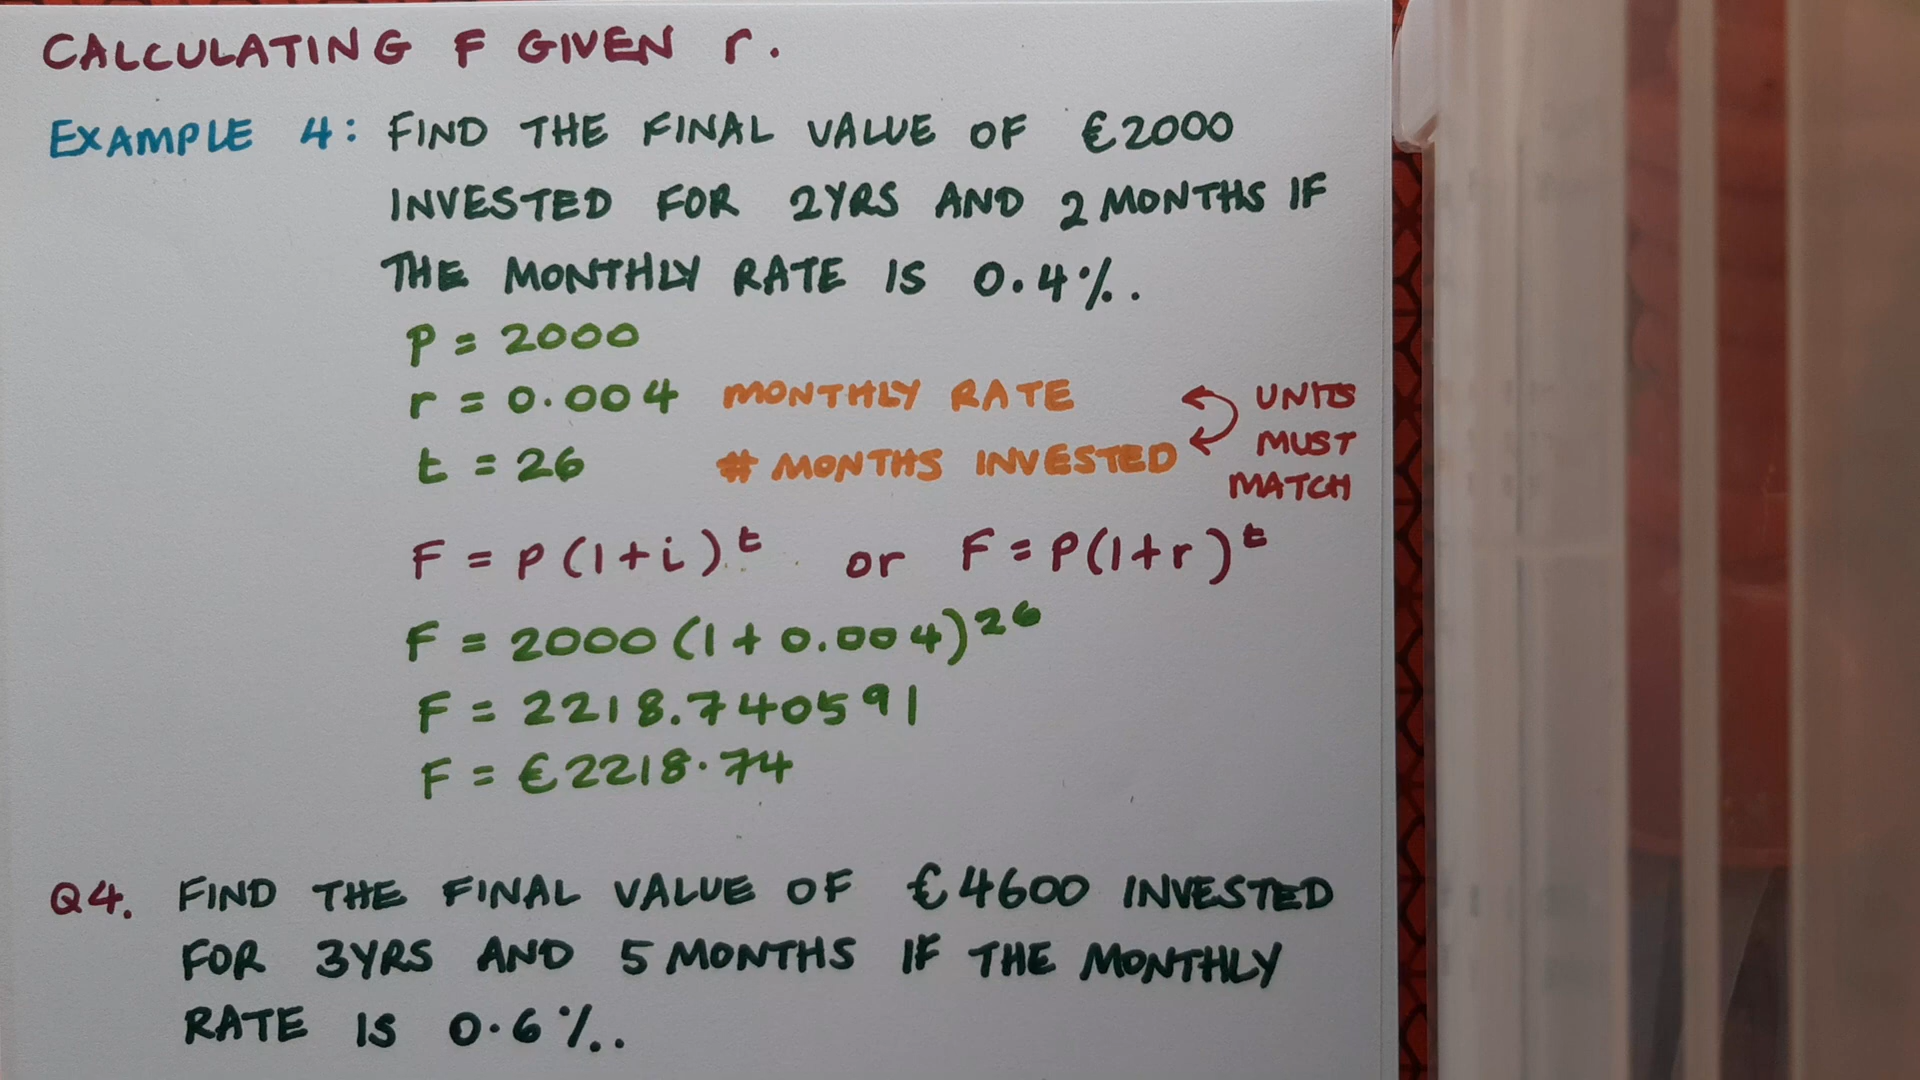 CALCULATING F GIVEN r.
EXAMPLE 4: FIND THE FINAL VALUE OF €2000
INVESTED FOR 2YRS AND 2 MONTHS IF
THE MONTHLY RATE IS 0.4%.
P = 2000
r = 0.004 MONTHLY RATE
t = 26 # MONTHS INVESTED
UNITS
MUST
MATCH
F = P(1+i)^t or F = P(1+r)^t
F = 2000(1+0.004)^26
F = 2218.740591
F = €2218.74
Q4. FIND THE FINAL VALUE OF €4600 INVESTED
FOR 3YRS AND 5 MONTHS IF THE MONTHLY
RATE IS 0.6%.